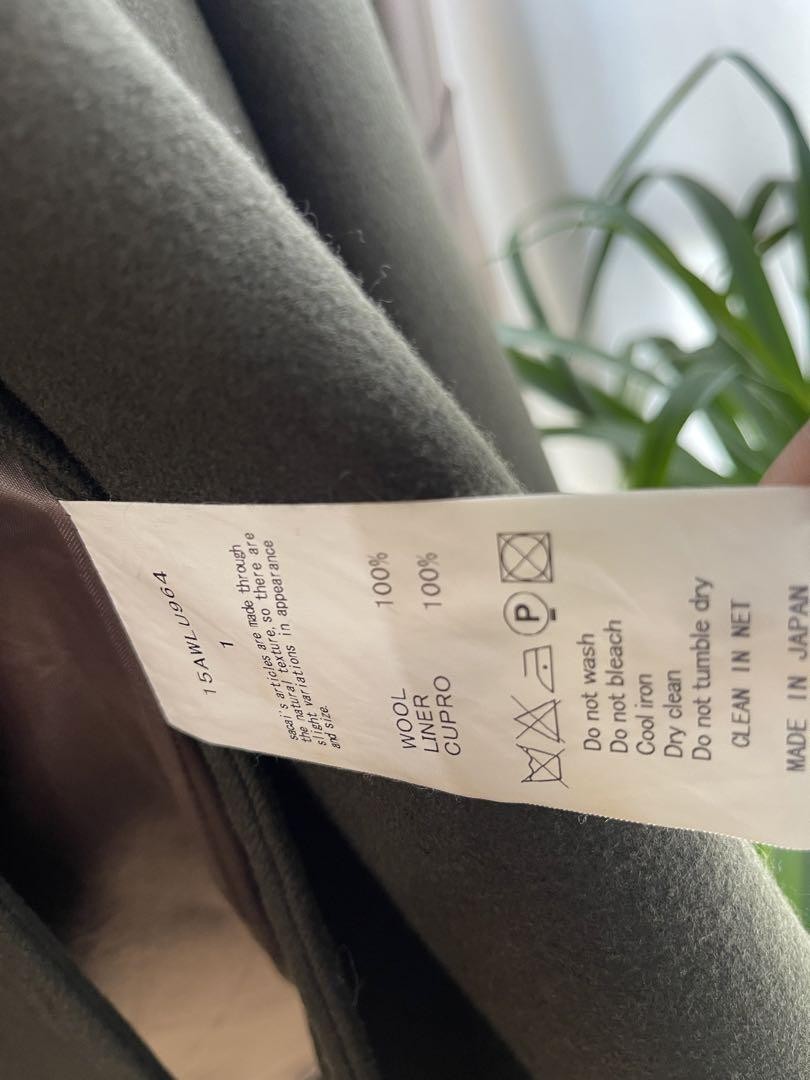 15AWLU964
1
sacai's articles are made through
the natural texture, so there are
slight variations in appearance
and size.
WOOL 100%
LINER
CUPRO 100%
P
Do not wash
Do not bleach
Cool iron
Dry clean
Do not tumble dry
CLEAN IN NET
MADE IN JAPAN